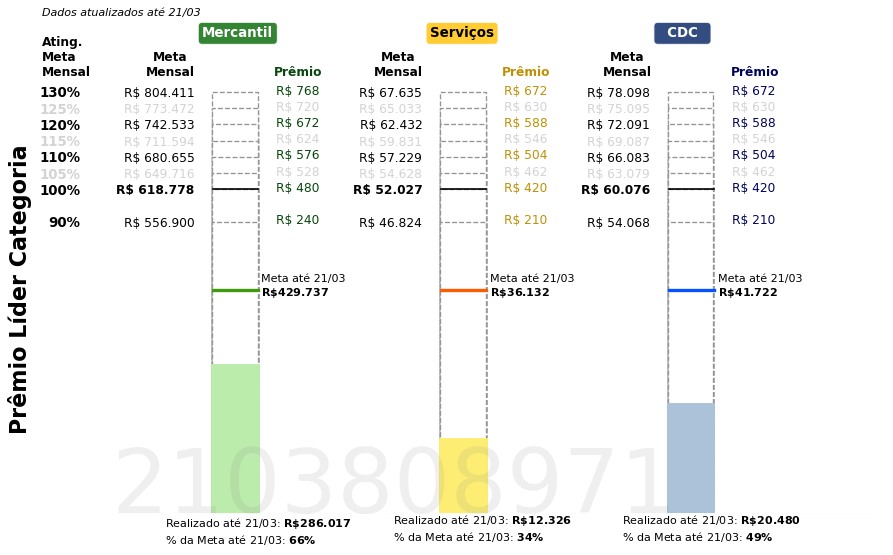 Dados atualizados até 21/03
Mercantil Serviços CDC
Ating.
Meta
Mensal
Meta
Mensal
Prêmio
Meta
Mensal
Prêmio
Meta
Mensal
Prêmio
130% R$ 804.411 R$ 768 R$ 67.635 R$ 672 R$ 78.098 R$ 672
125% R$ 773.472 R$ 720 R$ 65.033 R$ 630 R$ 75.095 R$ 630
120% R$ 742.533 R$ 672 R$ 62.432 R$ 588 R$ 72.091 R$ 588
115% R$ 711.594 R$ 624 R$ 59.831 R$ 546 R$ 69.087 R$ 546
110% R$ 680.655 R$ 576 R$ 57.229 R$ 504 R$ 66.083 R$ 504
105% R$ 649.716 R$ 528 R$ 54.628 R$ 462 R$ 63.079 R$ 462
100% R$ 618.778 R$ 480 R$ 52.027 R$ 420 R$ 60.076 R$ 420
90% R$ 556.900 R$ 240 R$ 46.824 R$ 210 R$ 54.068 R$ 210
Prêmio Líder Categoria
Meta até 21/03
R$429.737
Meta até 21/03
R$36.132
Meta até 21/03
R$41.722
2103808971
Realizado até 21/03: R$286.017
% da Meta até 21/03: 66%
Realizado até 21/03: R$12.326
% da Meta até 21/03: 34%
Realizado até 21/03: R$20.480
% da Meta até 21/03: 49%